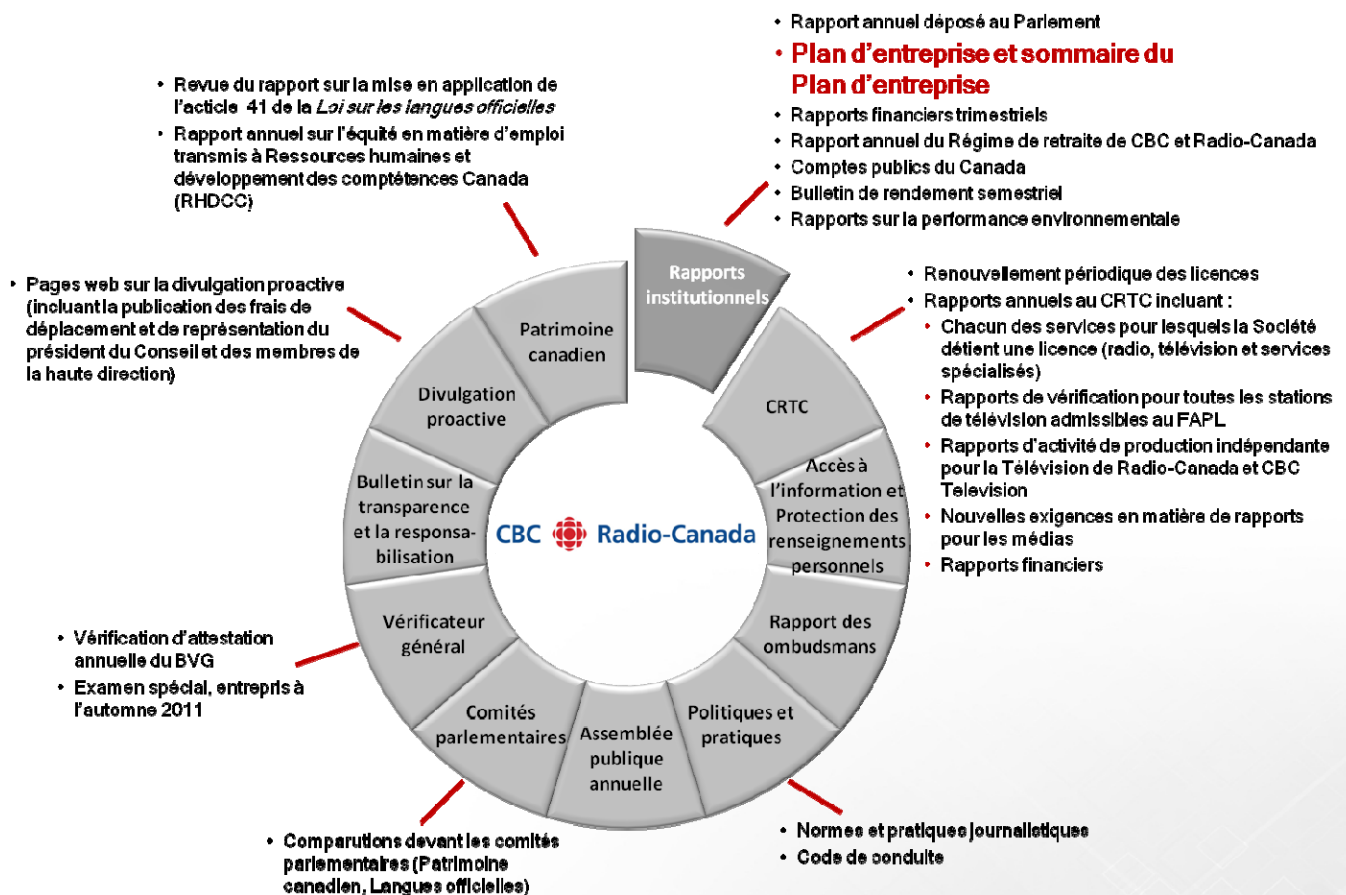 • Rapport annuel déposé au Parlement
• Plan d'entreprise et sommaire du
Plan d'entreprise
• Rapports financiers trimestriels
• Rapport annuel du Régime de retraite de CBC et Radio-Canada
• Comptes publics du Canada
• Bulletin de rendement semestriel
• Rapports sur la performance environnementale
• Revue du rapport sur la mise en application de
l'acticle 41 de la Loi sur les langues officielles
• Rapport annuel sur l'équité en matière d'emploi
transmis à Ressources humaines et
développement des comptétences Canada
(RHDCC)
• Pages web sur la divulgation proactive
(incluant la publication des frais de
déplacement et de représentation du
président du Conseil et des membres de
la haute direction)
• Renouvellement périodique des licences
• Rapports annuels au CRTC incluant :
• Chacun des services pour lesquels la Société
détient une licence (radio, télévision et services
spécialisés)
• Rapports de vérification pour toutes les stations
de télévision admissibles au FAPL
• Rapports d'activité de production indépendante
pour la Télévision de Radio-Canada et CBC
Television
• Nouvelles exigences en matière de rapports
pour les médias
• Rapports financiers
Rapports
institutionnels
CRTC
Accès à
l'information et
Protection des
renseignements
personnels
Rapport des
ombudsmans
Politiques et
pratiques
Assemblée
publique
annuelle
Comités
parlementaires
Vérificateur
général
Bulletin sur la
transparence
et la responsa-
bilisation
Divulgation
proactive
Patrimoine
canadien
CBC Radio-Canada
• Vérification d'attestation
annuelle du BVG
• Examen spécial, entrepris à
l'automne 2011
• Comparutions devant les comités
parlementaires (Patrimoine
canadien, Langues officielles)
• Normes et pratiques journalistiques
• Code de conduite